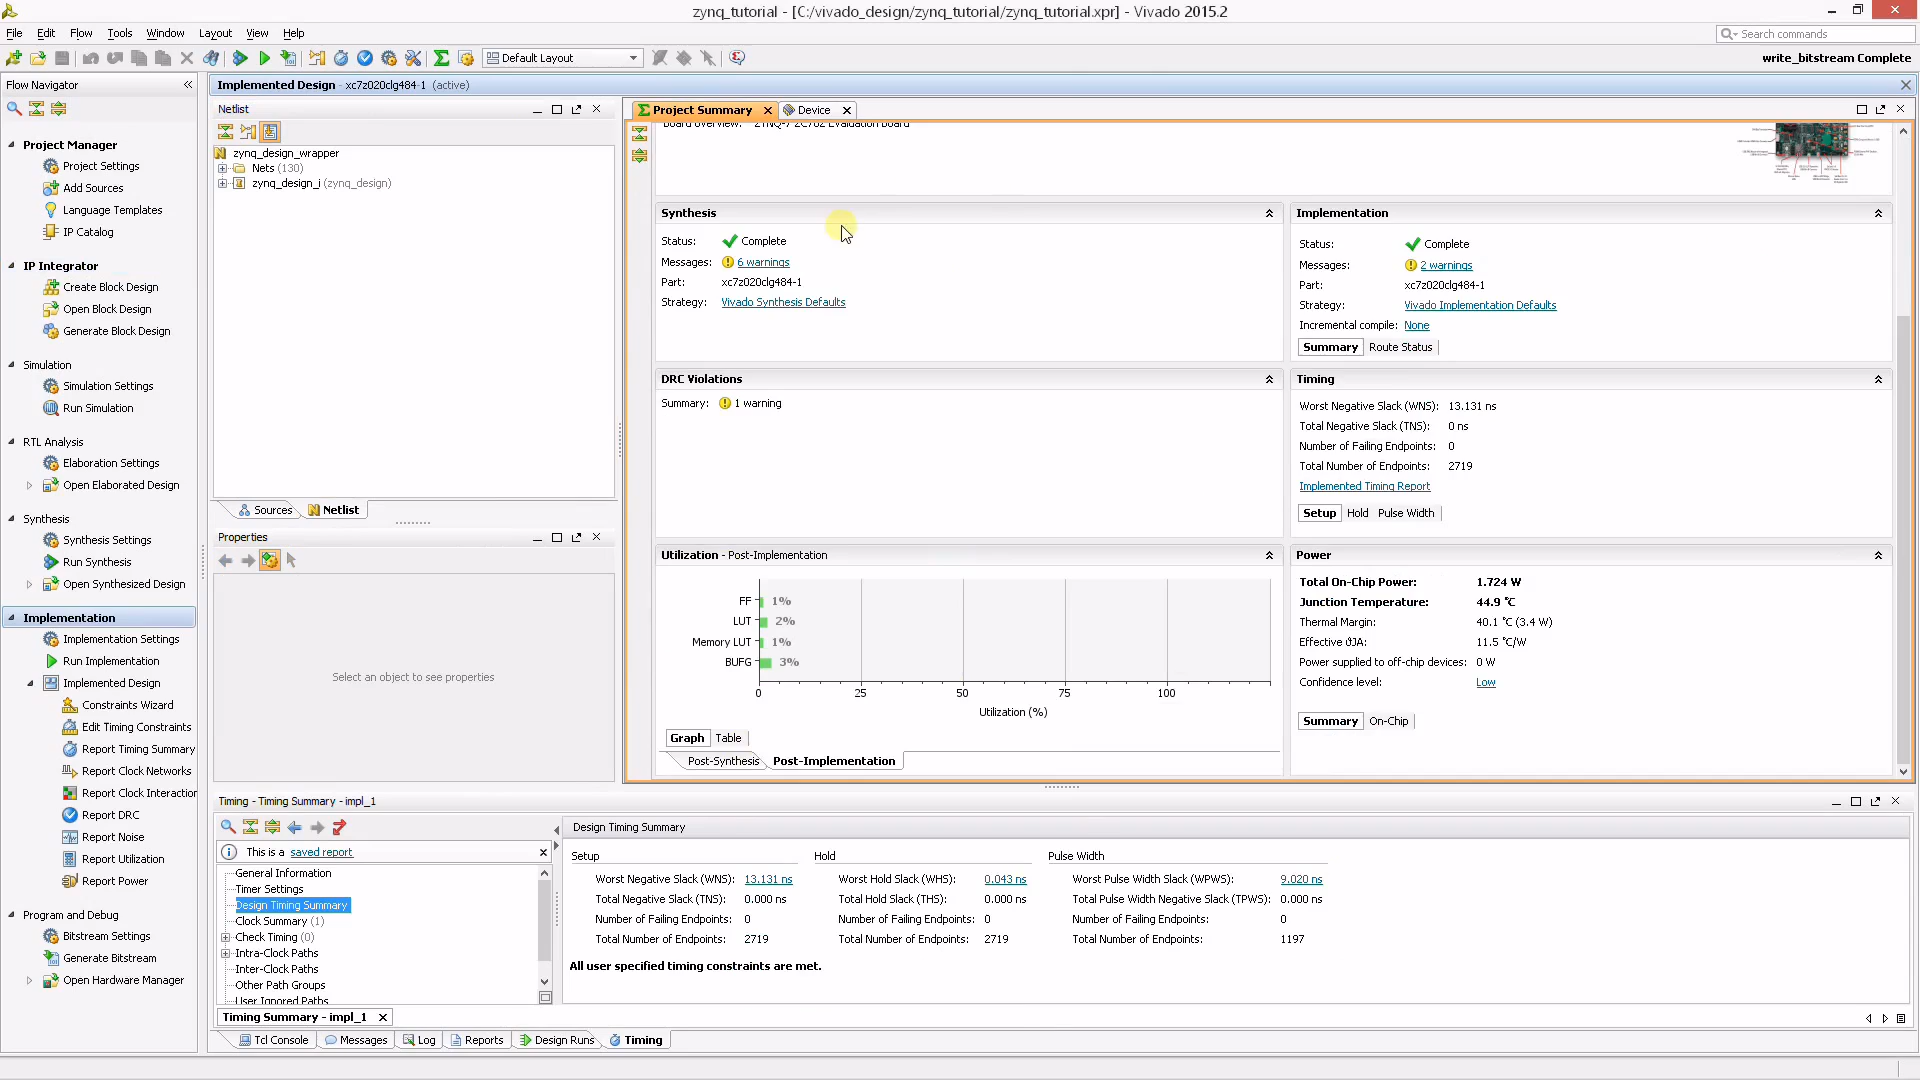 zynq_tutorial - [C:/vivado_design/zynq_tutorial/zynq_tutorial.xpr] - Vivado 2015.2
File Edit Flow Tools Window Layout View Help
Search commands
Default Layout
write_bitstream Complete
Flow Navigator
Project Manager
Project Settings
Add Sources
Language Templates
IP Catalog
IP Integrator
Create Block Design
Open Block Design
Generate Block Design
Simulation
Simulation Settings
Run Simulation
RTL Analysis
Elaboration Settings
Open Elaborated Design
Synthesis
Synthesis Settings
Run Synthesis
Open Synthesized Design
Implementation
Implementation Settings
Run Implementation
Implemented Design
Constraints Wizard
Edit Timing Constraints
Report Timing Summary
Report Clock Networks
Report Clock Interaction
Report DRC
Report Noise
Report Utilization
Report Power
Program and Debug
Bitstream Settings
Generate Bitstream
Open Hardware Manager
Implemented Design - xc7z020clg484-1 (active)
Netlist
zynq_design_wrapper
Nets (130)
zynq_design_i (zynq_design)
Sources Netlist
Properties
Select an object to see properties
Project Summary Device
Board overview: ZYNQ-7 ZC702 Evaluation Board
Synthesis
Status: Complete
Messages: 6 warnings
Part: xc7z020clg484-1
Strategy: Vivado Synthesis Defaults
Implementation
Status: Complete
Messages: 2 warnings
Part: xc7z020clg484-1
Strategy: Vivado Implementation Defaults
Incremental compile: None
Summary Route Status
DRC Violations
Summary: 1 warning
Timing
Worst Negative Slack (WNS): 13.131 ns
Total Negative Slack (TNS): 0 ns
Number of Failing Endpoints: 0
Total Number of Endpoints: 2719
Implemented Timing Report
Setup Hold Pulse Width
Utilization - Post-Implementation
FF 1%
LUT 2%
Memory LUT 1%
BUFG 3%
0 25 50 75 100
Utilization (%)
Graph Table
Post-Synthesis Post-Implementation
Power
Total On-Chip Power: 1.724 W
Junction Temperature: 44.9 °C
Thermal Margin: 40.1 °C (3.4 W)
Effective ϑJA: 11.5 °C/W
Power supplied to off-chip devices: 0 W
Confidence level: Low
Summary On-Chip
Timing - Timing Summary - impl_1
This is a saved report
General Information
Timer Settings
Design Timing Summary
Clock Summary (1)
Check Timing (0)
Intra-Clock Paths
Inter-Clock Paths
Other Path Groups
User Ignored Paths
Design Timing Summary
Setup Hold Pulse Width
Worst Negative Slack (WNS): 13.131 ns Worst Hold Slack (WHS): 0.043 ns Worst Pulse Width Slack (WPWS): 9.020 ns
Total Negative Slack (TNS): 0.000 ns Total Hold Slack (THS): 0.000 ns Total Pulse Width Negative Slack (TPWS): 0.000 ns
Number of Failing Endpoints: 0 Number of Failing Endpoints: 0 Number of Failing Endpoints: 0
Total Number of Endpoints: 2719 Total Number of Endpoints: 2719 Total Number of Endpoints: 1197
All user specified timing constraints are met.
Timing Summary - impl_1
Tcl Console Messages Log Reports Design Runs Timing